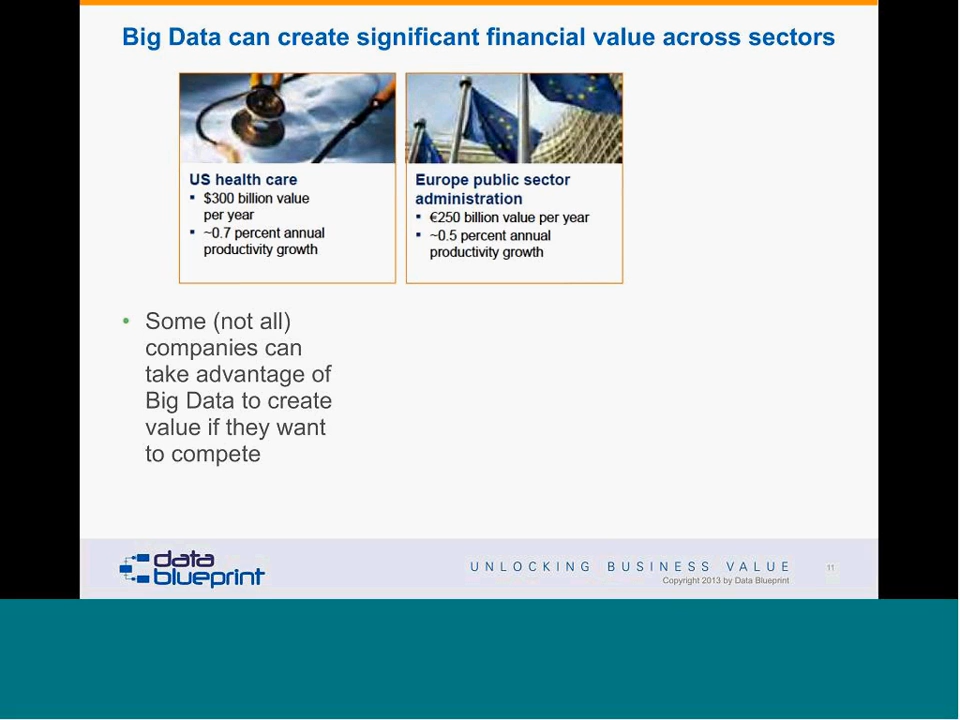 Big Data can create significant financial value across sectors
US health care
▪ $300 billion value
per year
▪ ~0.7 percent annual
productivity growth
Europe public sector
administration
▪ €250 billion value per year
▪ ~0.5 percent annual
productivity growth
• Some (not all)
companies can
take advantage of
Big Data to create
value if they want
to compete
data
blueprint
UNLOCKING BUSINESS VALUE
Copyright 2013 by Data Blueprint
11